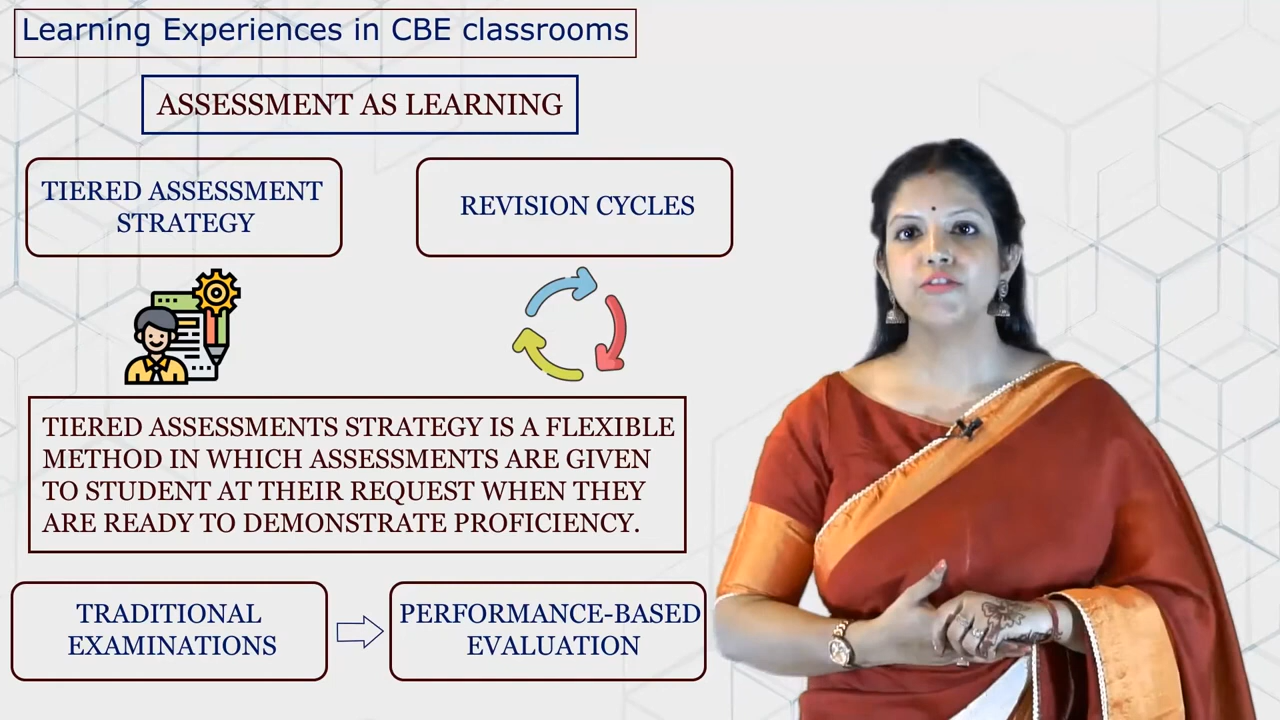 Learning Experiences in CBE classrooms
ASSESSMENT AS LEARNING
TIERED ASSESSMENT
STRATEGY
REVISION CYCLES
TIERED ASSESSMENTS STRATEGY IS A FLEXIBLE
METHOD IN WHICH ASSESSMENTS ARE GIVEN
TO STUDENT AT THEIR REQUEST WHEN THEY
ARE READY TO DEMONSTRATE PROFICIENCY.
TRADITIONAL
EXAMINATIONS
PERFORMANCE-BASED
EVALUATION